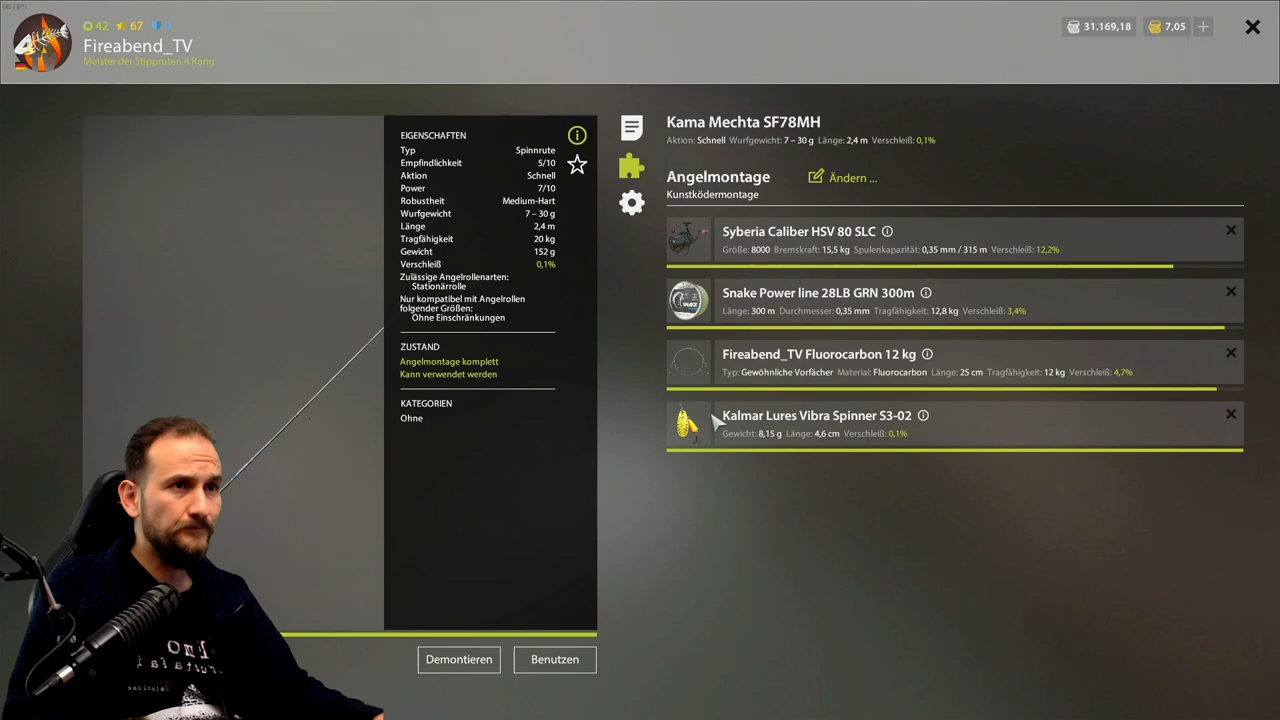 42 67 0
Fireabend_TV
Meister der Stippruten 4 Rang
31.169,18 7,05
EIGENSCHAFTEN
Typ Spinnrute
Empfindlichkeit 5/10
Aktion Schnell
Power 7/10
Robustheit Medium-Hart
Wurfgewicht 7 – 30 g
Länge 2,4 m
Tragfähigkeit 20 kg
Gewicht 152 g
Verschleiß 0,1%
Zulässige Angelrollenarten:
Stationärrolle
Nur kompatibel mit Angelrollen
folgender Größen:
Ohne Einschränkungen
ZUSTAND
Angelmontage komplett
Kann verwendet werden
KATEGORIEN
Ohne
Demontieren Benutzen
Kama Mechta SF78MH
Aktion: Schnell Wurfgewicht: 7 – 30 g Länge: 2,4 m Verschleiß: 0,1%
Angelmontage Ändern ...
Kunstködermontage
Syberia Caliber HSV 80 SLC
Größe: 8000 Bremskraft: 15,5 kg Spulenkapazität: 0,35 mm / 315 m Verschleiß: 12,2%
Snake Power line 28LB GRN 300m
Länge: 300 m Durchmesser: 0,35 mm Tragfähigkeit: 12,8 kg Verschleiß: 3,4%
Fireabend_TV Fluorocarbon 12 kg
Typ: Gewöhnliche Vorfächer Material: Fluorocarbon Länge: 25 cm Tragfähigkeit: 12 kg Verschleiß: 4,7%
Kalmar Lures Vibra Spinner S3-02
Gewicht: 8,15 g Länge: 4,6 cm Verschleiß: 0,1%